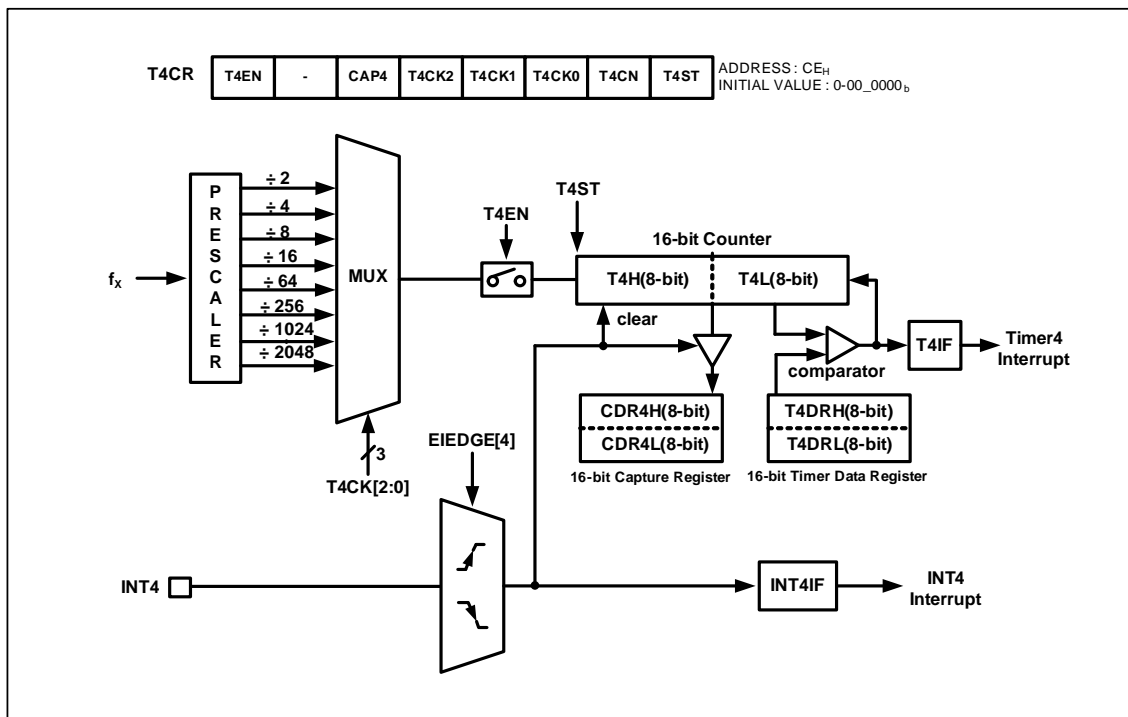 T4CR T4EN - CAP4 T4CK2 T4CK1 T4CK0 T4CN T4ST
ADDRESS : CEH
INITIAL VALUE : 0-00_0000b
PRESCALER
÷ 2
÷ 4
÷ 8
÷ 16
÷ 64
÷ 256
÷ 1024
÷ 2048
fX
MUX
3
T4CK[2:0]
T4EN
T4ST
16-bit Counter
T4H(8-bit) T4L(8-bit)
clear
comparator
T4IF
Timer4
Interrupt
CDR4H(8-bit)
CDR4L(8-bit)
16-bit Capture Register
T4DRH(8-bit)
T4DRL(8-bit)
16-bit Timer Data Register
EIEDGE[4]
INT4
INT4IF
INT4
Interrupt